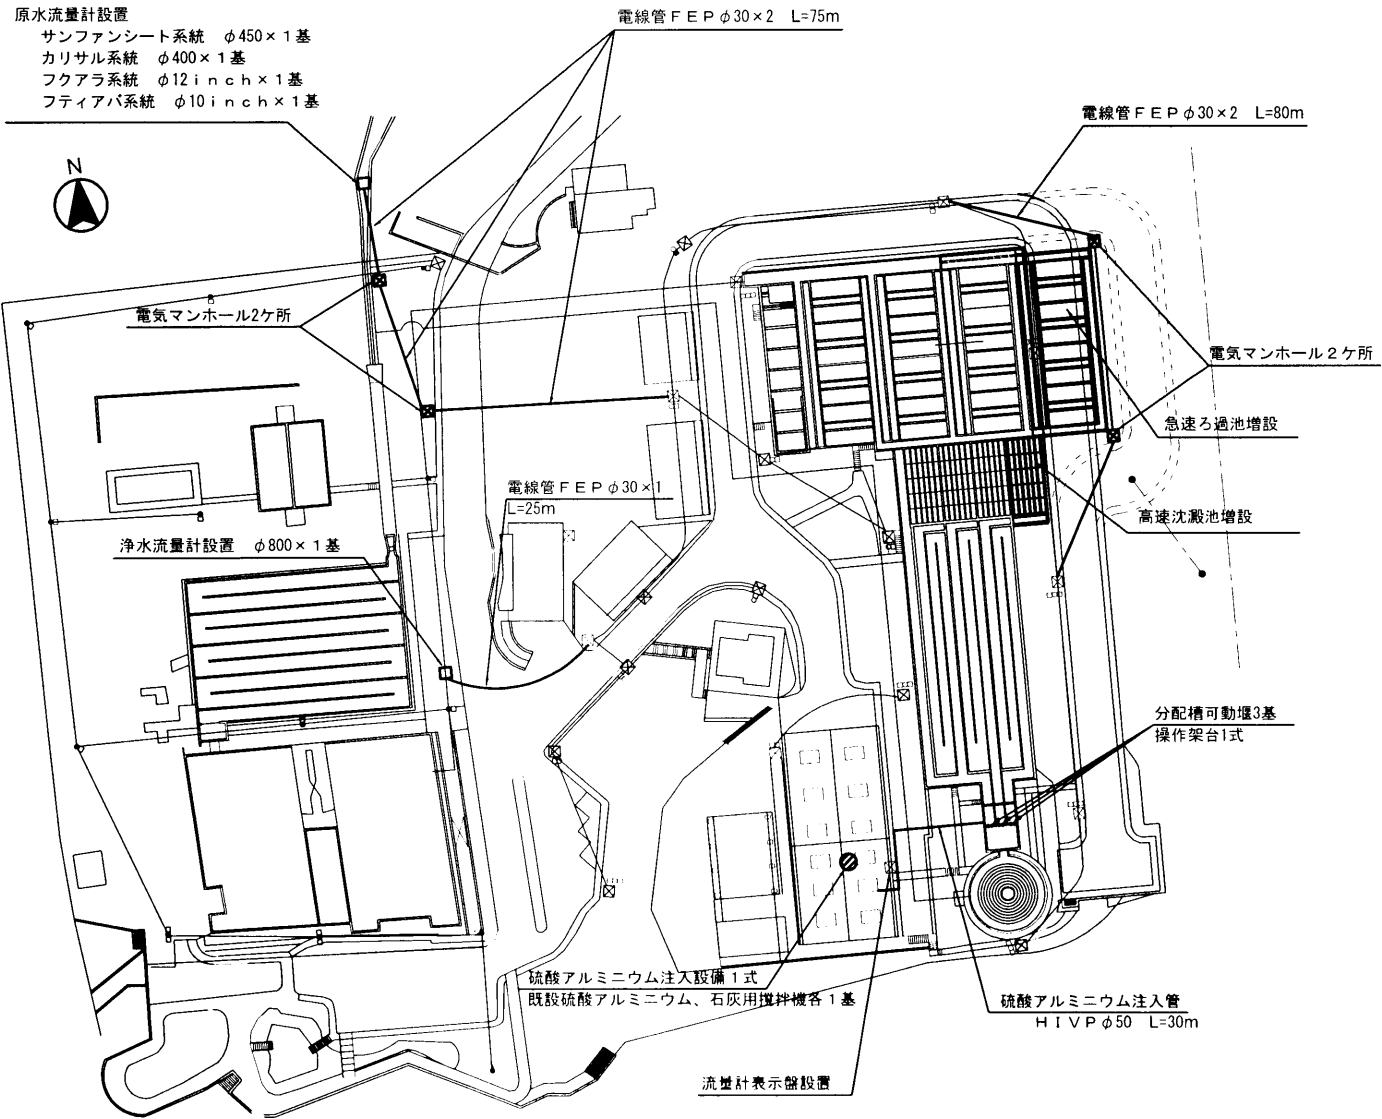 原水流量計設置
サンファンシート系統 φ450×1基
カリサル系統 φ400×1基
フクアラ系統 φ12inch×1基
フティアバ系統 φ10inch×1基
電線管FEPφ30×2 L=75m
電線管FEPφ30×2 L=80m
N
電気マンホール2ケ所
電気マンホール2ケ所
急速ろ過池増設
電線管FEPφ30×1
L=25m
高速沈澱池増設
浄水流量計設置 φ800×1基
分配槽可動堰3基
操作架台1式
硫酸アルミニウム注入設備1式
既設硫酸アルミニウム、石灰用撹拌機各1基
硫酸アルミニウム注入管
HIVPφ50 L=30m
流量計表示盤設置